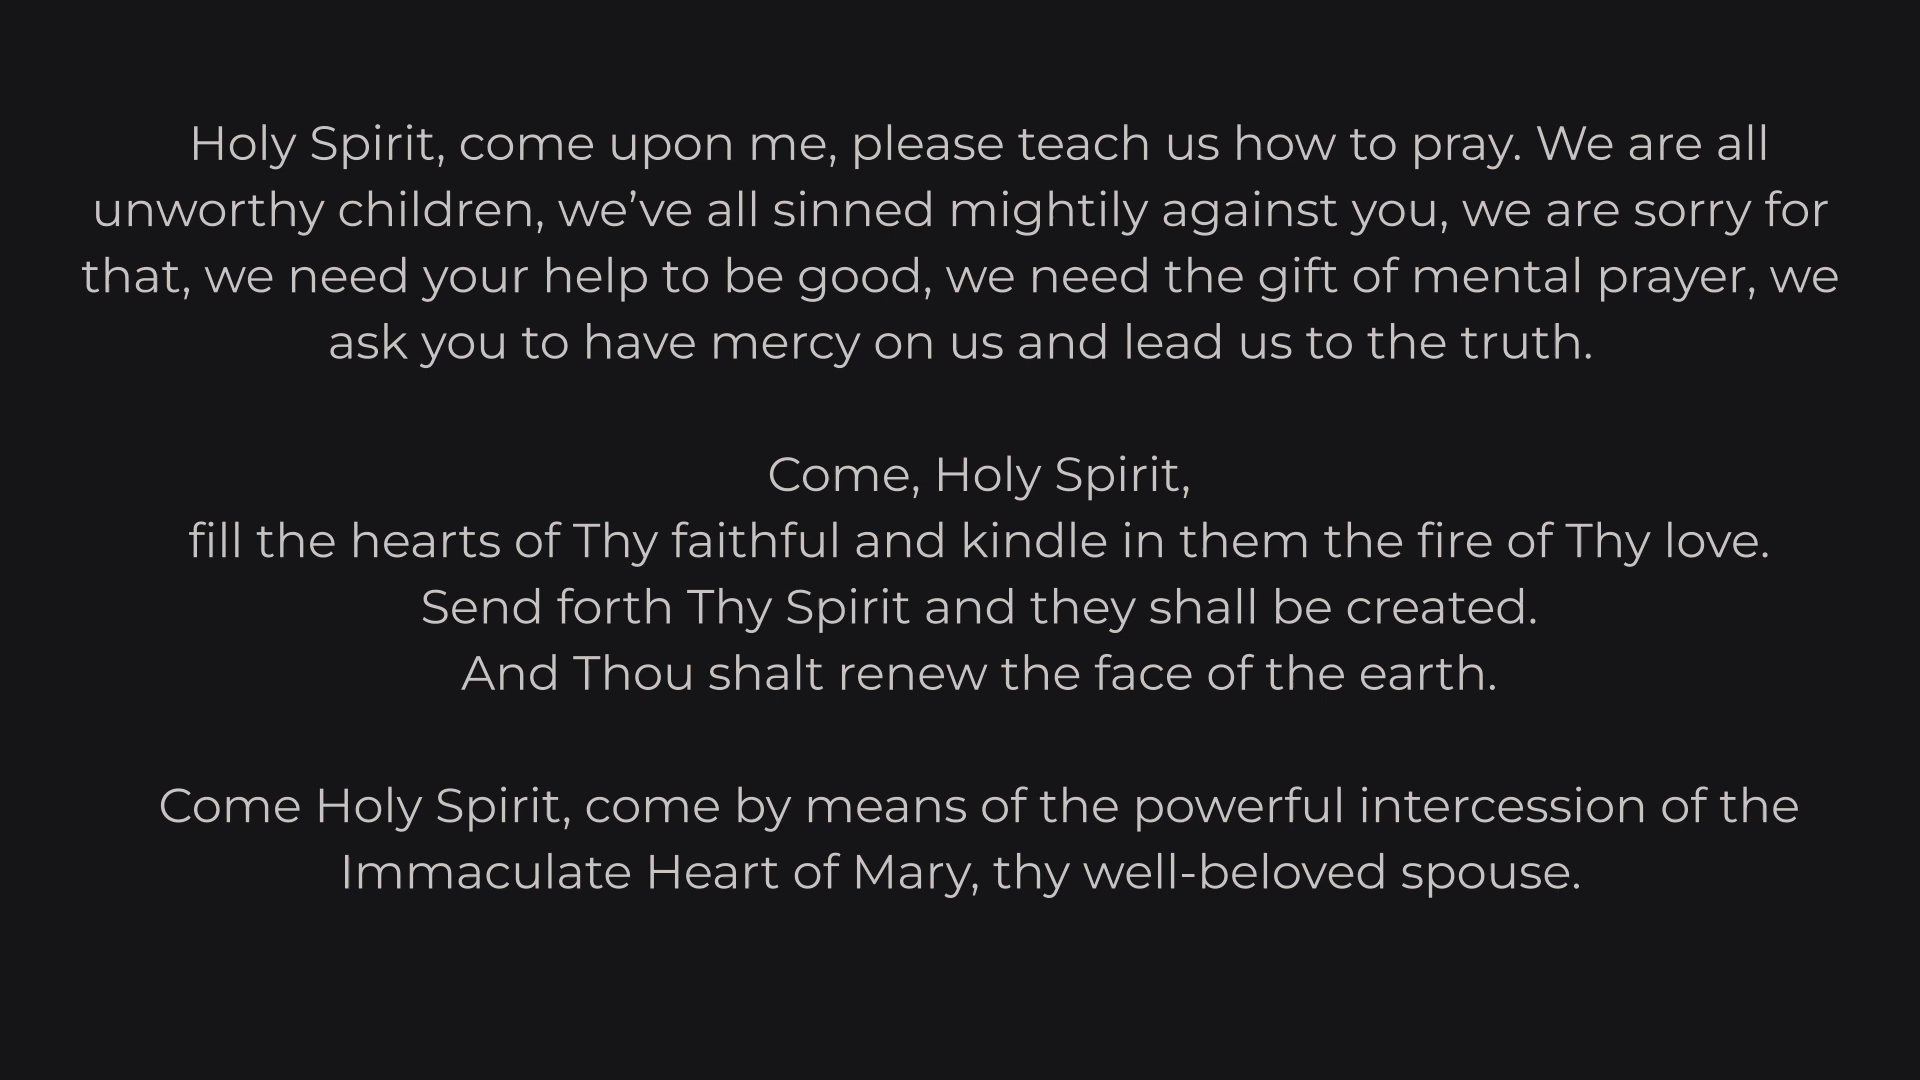 Holy Spirit, come upon me, please teach us how to pray. We are all
unworthy children, we’ve all sinned mightily against you, we are sorry for
that, we need your help to be good, we need the gift of mental prayer, we
ask you to have mercy on us and lead us to the truth.
Come, Holy Spirit,
fill the hearts of Thy faithful and kindle in them the fire of Thy love.
Send forth Thy Spirit and they shall be created.
And Thou shalt renew the face of the earth.
Come Holy Spirit, come by means of the powerful intercession of the
Immaculate Heart of Mary, thy well-beloved spouse.